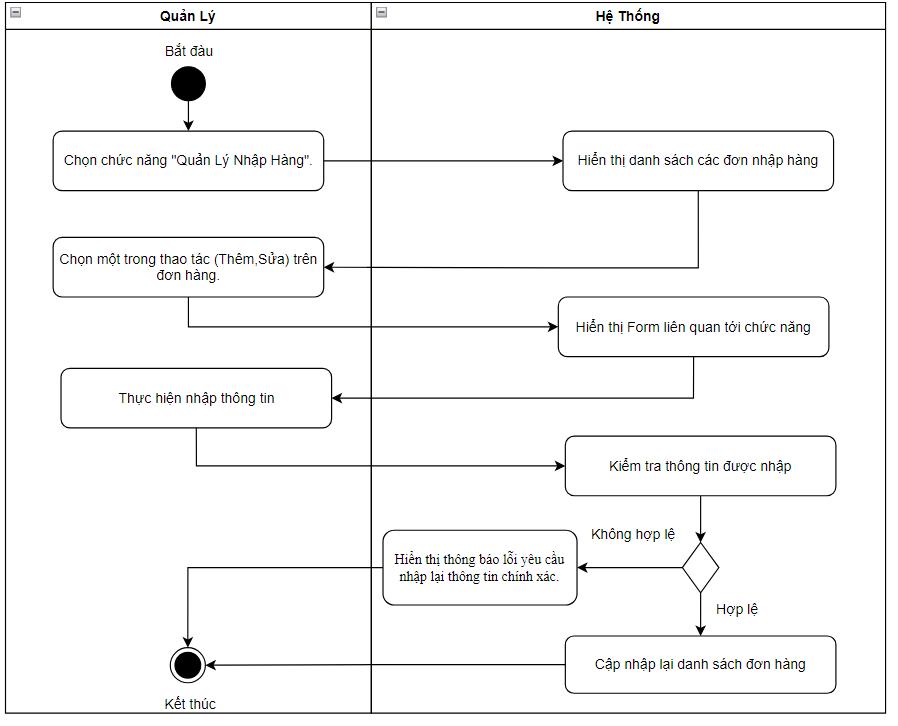 Quản Lý
Hệ Thống
Bắt đàu
Chọn chức năng "Quản Lý Nhập Hàng".
Hiển thị danh sách các đơn nhập hàng
Chọn một trong thao tác (Thêm,Sửa) trên
đơn hàng.
Hiển thị Form liên quan tới chức năng
Thực hiện nhập thông tin
Kiểm tra thông tin được nhập
Không hợp lệ
Hiển thị thông báo lỗi yêu cầu
nhập lại thông tin chính xác.
Hợp lệ
Cập nhập lại danh sách đơn hàng
Kết thúc